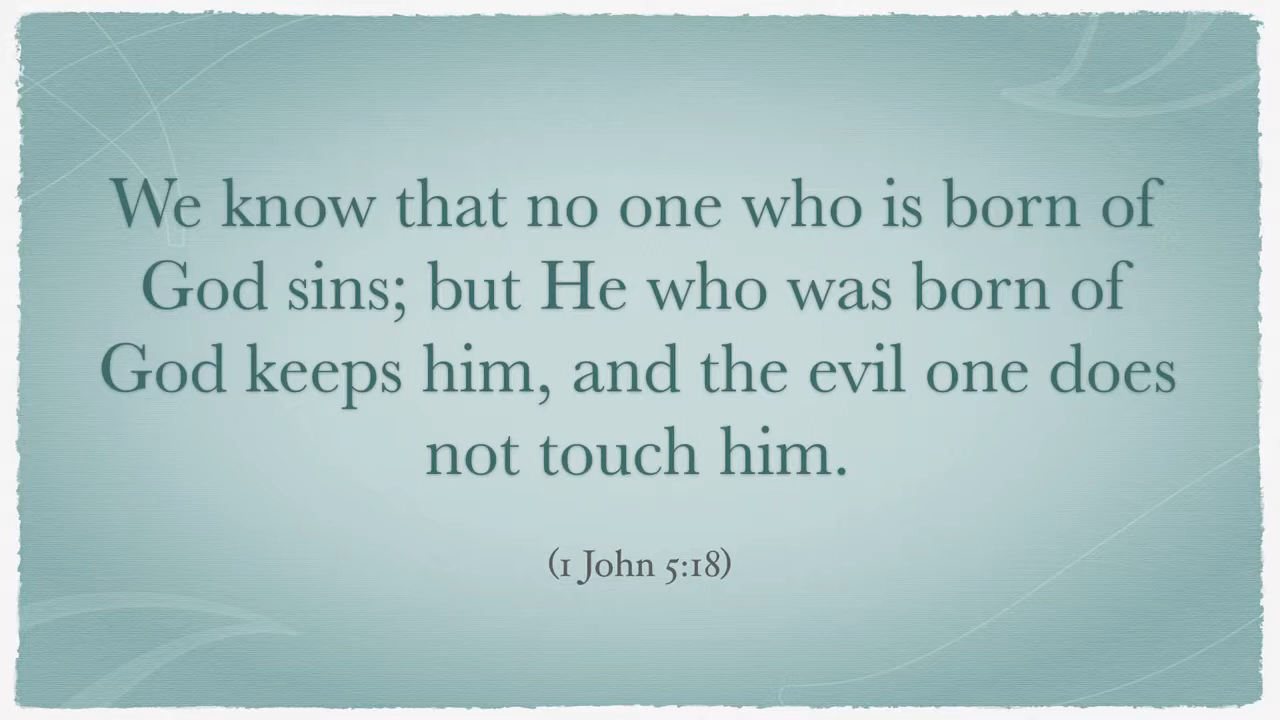 We know that no one who is born of
God sins; but He who was born of
God keeps him, and the evil one does
not touch him.
(1 John 5:18)